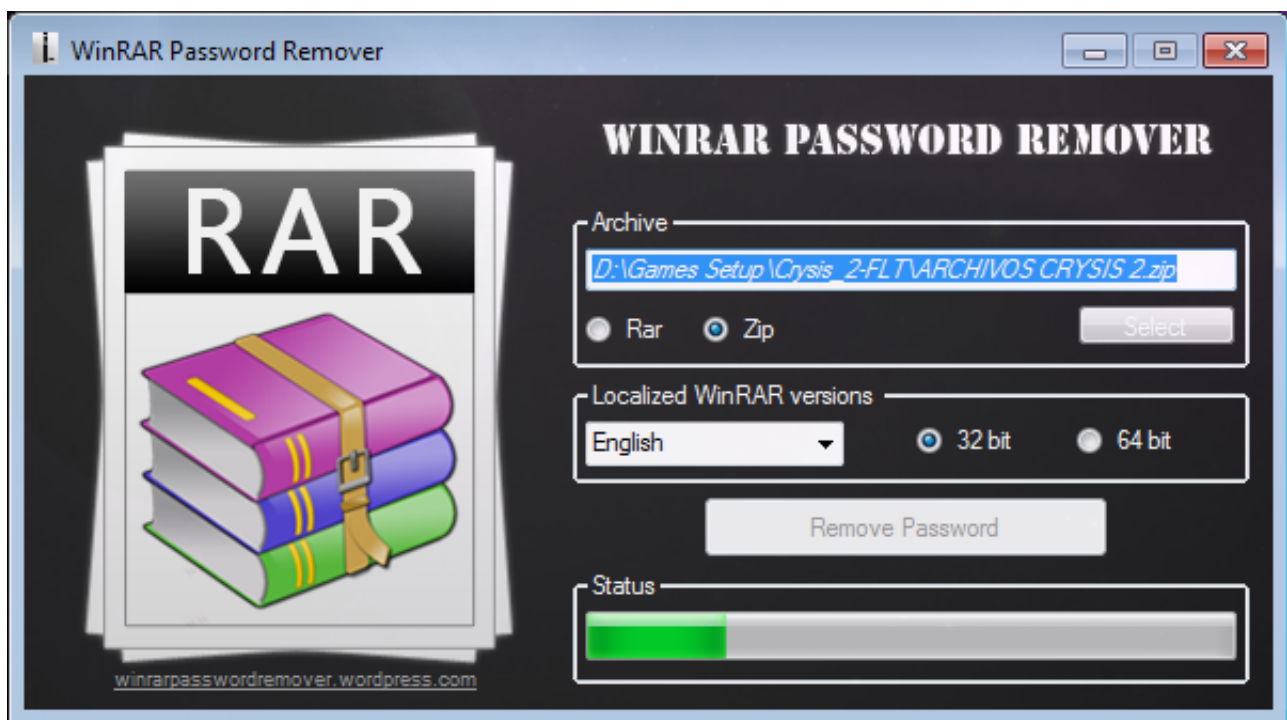 WinRAR Password Remover
WINRAR PASSWORD REMOVER
RAR
Archive
D:\Games Setup\Crysis_2-FLT\ARCHIVOS CRYSIS 2.zip
Rar Zip Select
Localized WinRAR versions
English 32 bit 64 bit
Remove Password
Status
winrarpasswordremover.wordpress.com